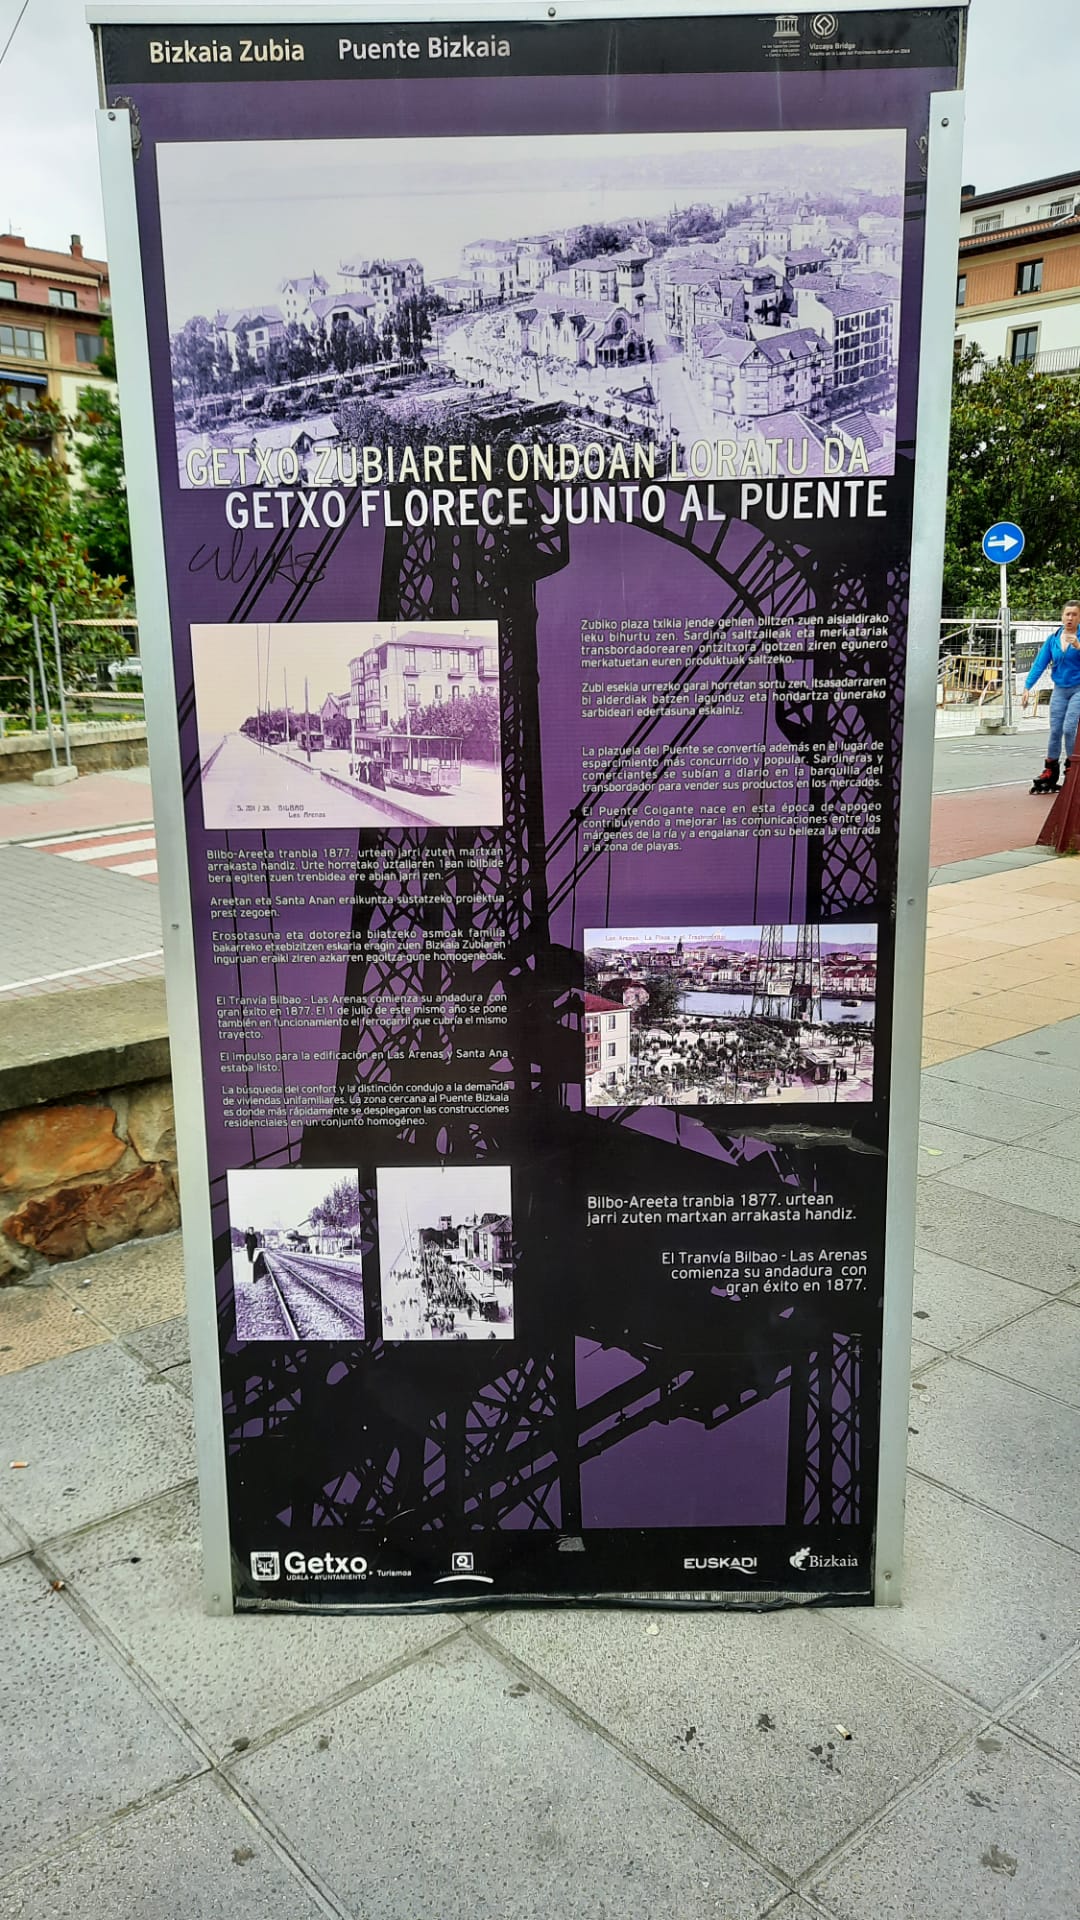 Bizkaia Zubia Puente Bizkaia
Vizcaya Bridge
GETXO ZUBIAREN ONDOAN LORATU DA
GETXO FLORECE JUNTO AL PUENTE
Zubiko plaza txikia jende gehien biltzen zuen aisialdirako
leku bihurtu zen. Sardina saltzaileak eta merkatariak
transbordadorearen ontzitxora igotzen ziren egunero
merkatuetan euren produktuak saltzeko.
Zubi esekia urrezko garai horretan sortu zen, itsasadarraren
bi alderdiak batzen lagunduz eta hondartza gunerako
sarbideari edertasuna eskainiz.
La plazuela del Puente se convertía además en el lugar de
esparcimiento más concurrido y popular. Sardineras y
comerciantes se subían a diario en la barquilla del
transbordador para vender sus productos en los mercados.
El Puente Colgante nace en esta época de apogeo
contribuyendo a mejorar las comunicaciones entre los
márgenes de la ría y a engalanar con su belleza la entrada
a la zona de playas.
BILBAO
Las Arenas
Bilbo-Areeta tranbia 1877. urtean jarri zuten martxan
arrakasta handiz. Urte horretako uztailaren 1ean ibilbide
bera egiten zuen trenbidea ere abian jarri zen.
Areetan eta Santa Anan eraikuntza sustatzeko proiektua
prest zegoen.
Erosotasuna eta dotorezia bilatzeko asmoak familia
bakarreko etxebizitzen eskaria eragin zuen. Bizkaia Zubiaren
inguruan eraiki ziren azkarren egoitza-gune homogeneoak.
El Tranvía Bilbao - Las Arenas comienza su andadura con
gran éxito en 1877. El 1 de julio de este mismo año se pone
también en funcionamiento el ferrocarril que cubría el mismo
trayecto.
El impulso para la edificación en Las Arenas y Santa Ana
estaba listo.
La búsqueda del confort y la distinción condujo a la demanda
de viviendas unifamiliares. La zona cercana al Puente Bizkaia
es donde más rápidamente se desplegaron las construcciones
residenciales en un conjunto homogéneo.
Bilbo-Areeta tranbia 1877. urtean
jarri zuten martxan arrakasta handiz.
El Tranvía Bilbao - Las Arenas
comienza su andadura con
gran éxito en 1877.
Getxo
UDALA • AYUNTAMIENTO
Turismoa
EUSKADI
Bizkaia